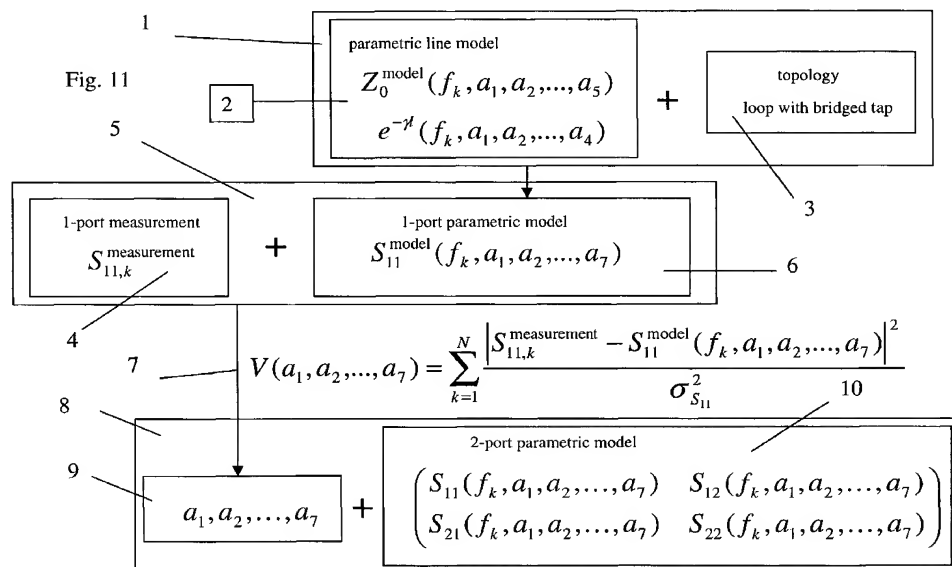 1
parametric line model
Fig. 11
Z_0^model (f_k, a_1, a_2, ..., a_5)
+
topology
2
loop with bridged tap
e^{-γl} (f_k, a_1, a_2, ..., a_4)
5
3
1-port measurement
1-port parametric model
S_{11,k}^measurement
+
S_11^model (f_k, a_1, a_2, ..., a_7)
6
4
7
V(a_1, a_2, ..., a_7) = \sum_{k=1}^{N} \frac{|S_{11,k}^measurement − S_11^model (f_k, a_1, a_2, ..., a_7)|^2}{σ_{S_11}^2}
10
8
2-port parametric model
9
a_1, a_2, ..., a_7
+
S_11(f_k, a_1, a_2, ..., a_7) S_12(f_k, a_1, a_2, ..., a_7)
S_21(f_k, a_1, a_2, ..., a_7) S_22(f_k, a_1, a_2, ..., a_7)